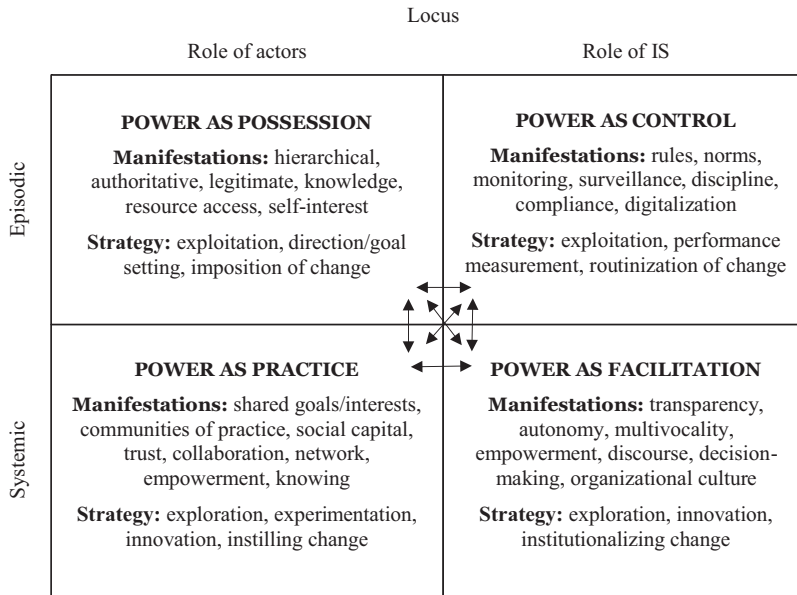 Locus
Role of actors
Role of IS
Episodic
POWER AS POSSESSION
Manifestations: hierarchical,
authoritative, legitimate, knowledge,
resource access, self-interest
Strategy: exploitation, direction/goal
setting, imposition of change
POWER AS CONTROL
Manifestations: rules, norms,
monitoring, surveillance, discipline,
compliance, digitalization
Strategy: exploitation, performance
measurement, routinization of change
Systemic
POWER AS PRACTICE
Manifestations: shared goals/interests,
communities of practice, social capital,
trust, collaboration, network,
empowerment, knowing
Strategy: exploration, experimentation,
innovation, instilling change
POWER AS FACILITATION
Manifestations: transparency,
autonomy, multivocality,
empowerment, discourse, decision-
making, organizational culture
Strategy: exploration, innovation,
institutionalizing change